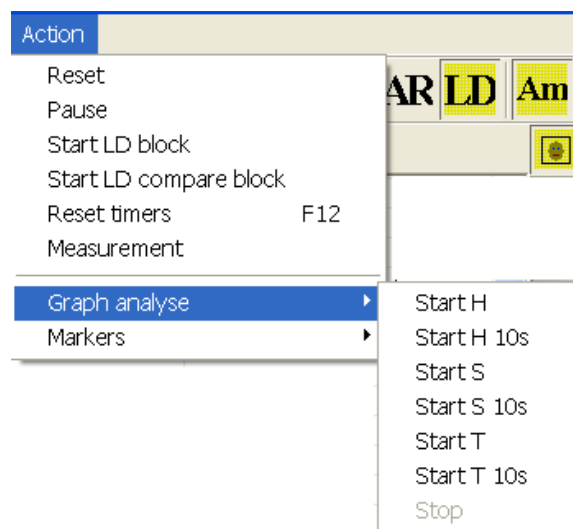 Action
AR LD Am
Reset
Pause
Start LD block
Start LD compare block
Reset timers F12
Measurement
Graph analyse
Markers
Start H
Start H 10s
Start S
Start S 10s
Start T
Start T 10s
Stop